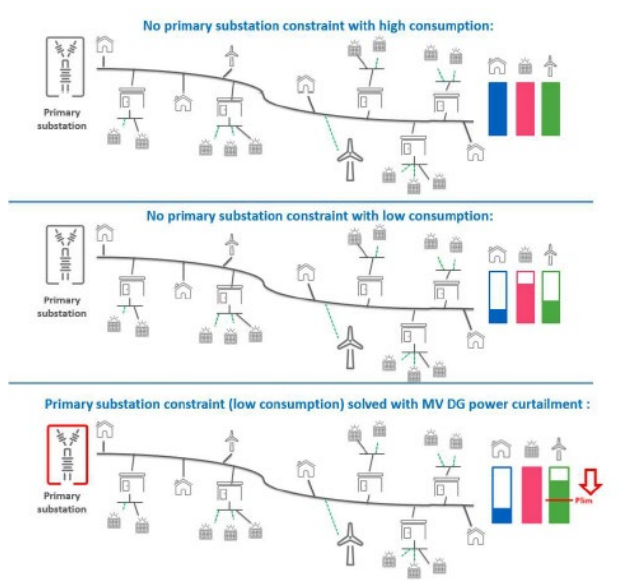 No primary substation constraint with high consumption:
Primary
substation
No primary substation constraint with low consumption:
Primary
substation
Primary substation constraint (low consumption) solved with MV DG power curtailment :
Plim
Primary
substation